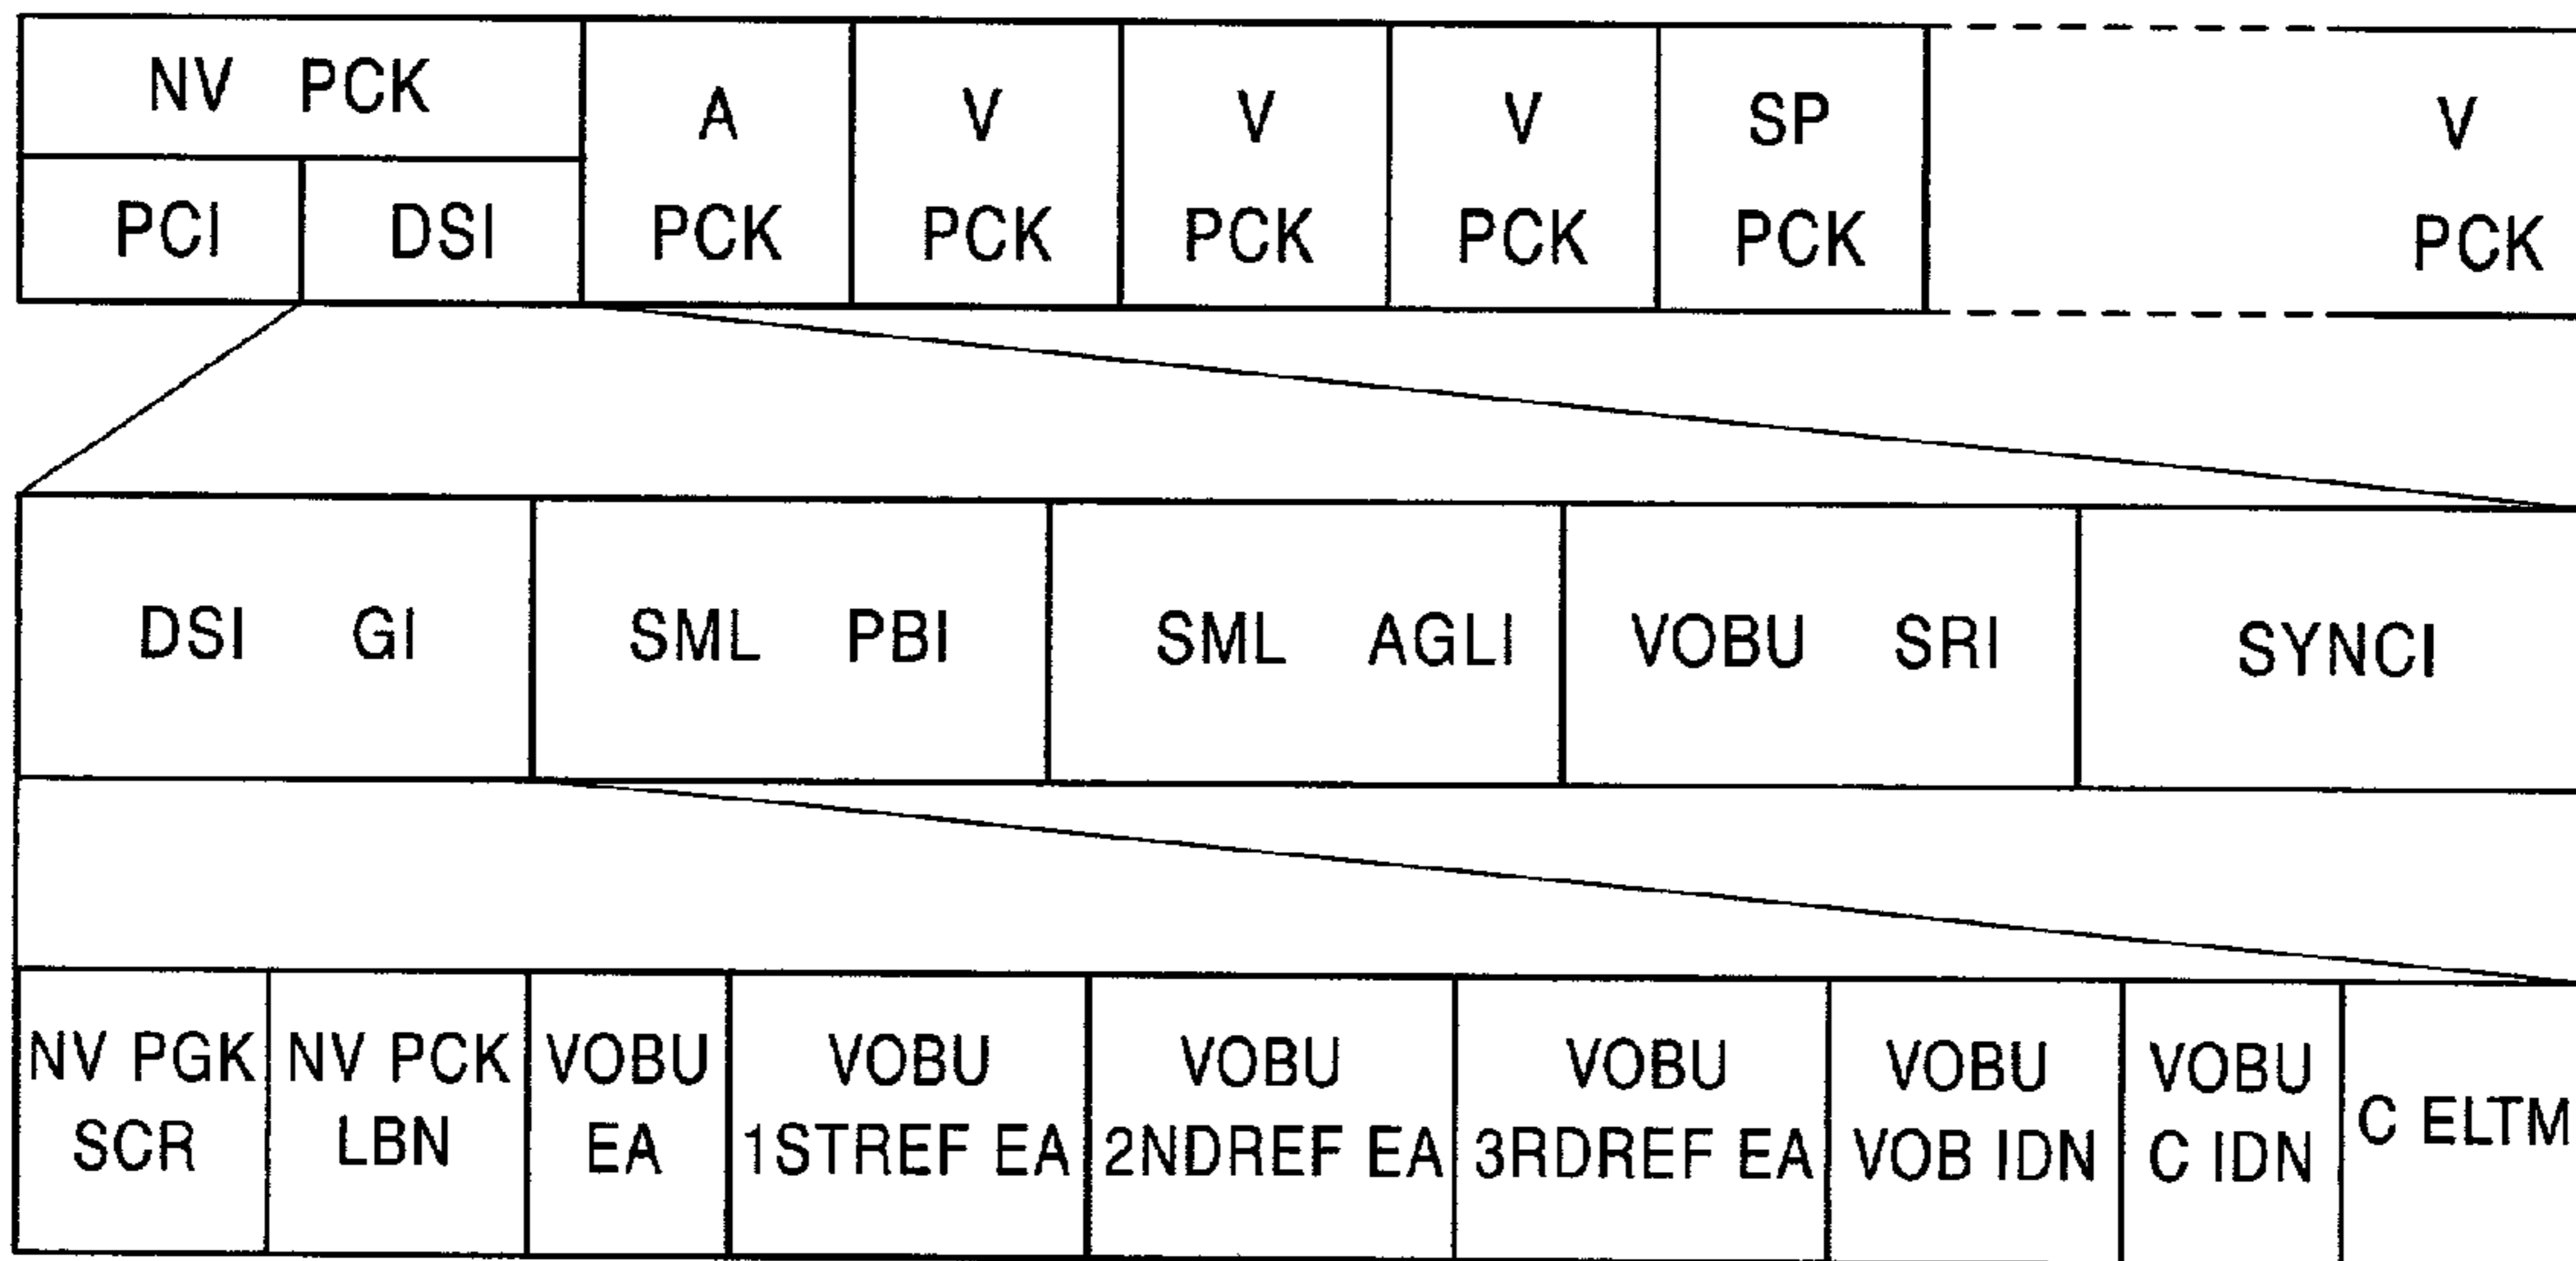 NV PCK
PCI
DSI
A
PCK
V
PCK
V
PCK
V
PCK
SP
PCK
V
PCK
DSI GI
SML PBI
SML AGLI
VOBU SRI
SYNCI
NV PGK
SCR
NV PCK
LBN
VOBU
EA
VOBU
1STREF EA
VOBU
2NDREF EA
VOBU
3RDREF EA
VOBU
VOB IDN
VOBU
C IDN
C ELTM